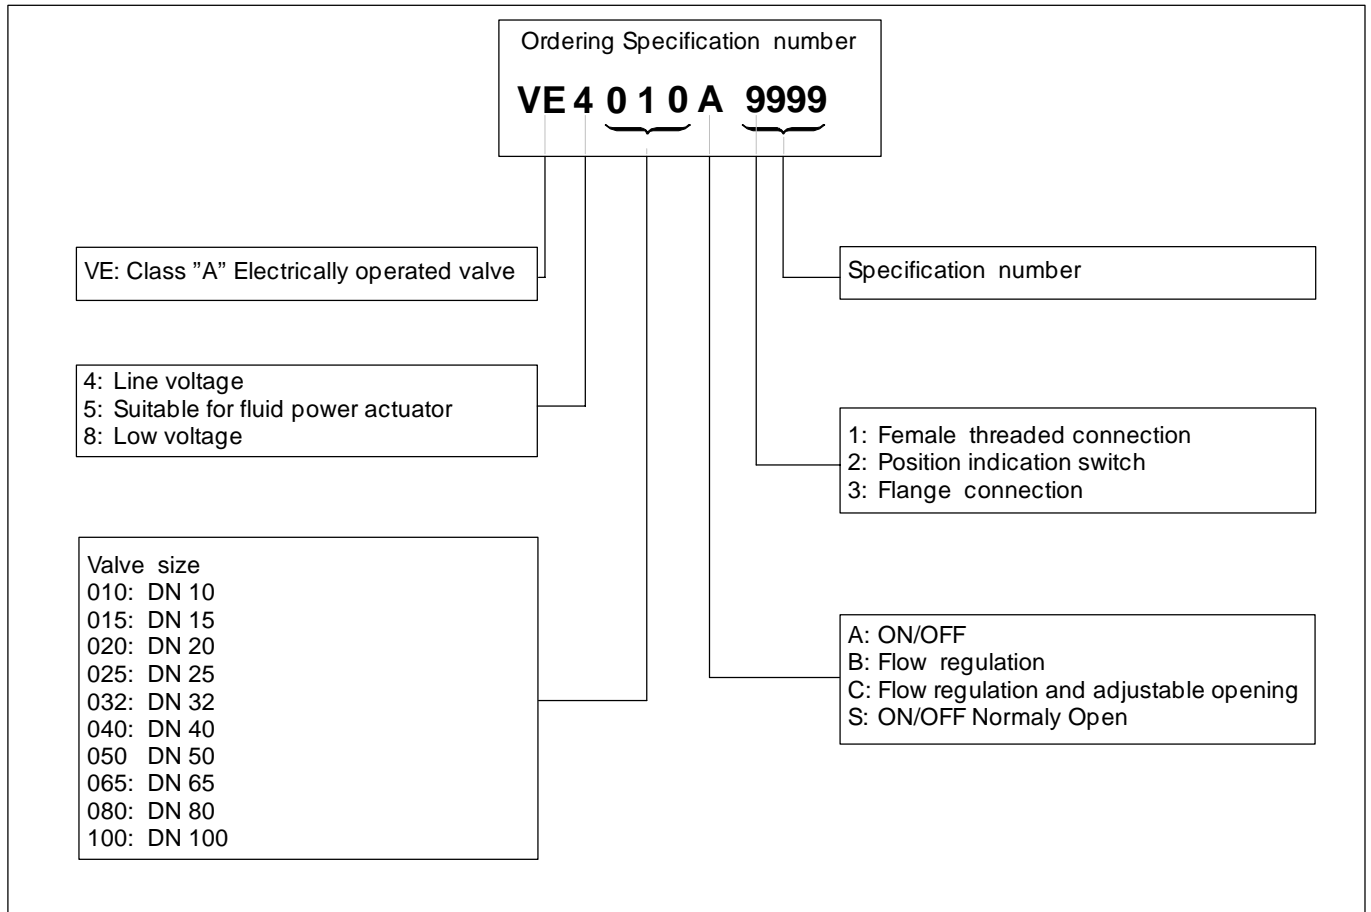 Ordering Specification number
VE 4 0 1 0 A 9999
VE: Class ”A” Electrically operated valve
Specification number
4: Line voltage
5: Suitable for fluid power actuator
8: Low voltage
1: Female threaded connection
2: Position indication switch
3: Flange connection
Valve size
010: DN 10
015: DN 15
020: DN 20
025: DN 25
032: DN 32
040: DN 40
050 DN 50
065: DN 65
080: DN 80
100: DN 100
A: ON/OFF
B: Flow regulation
C: Flow regulation and adjustable opening
S: ON/OFF Normaly Open